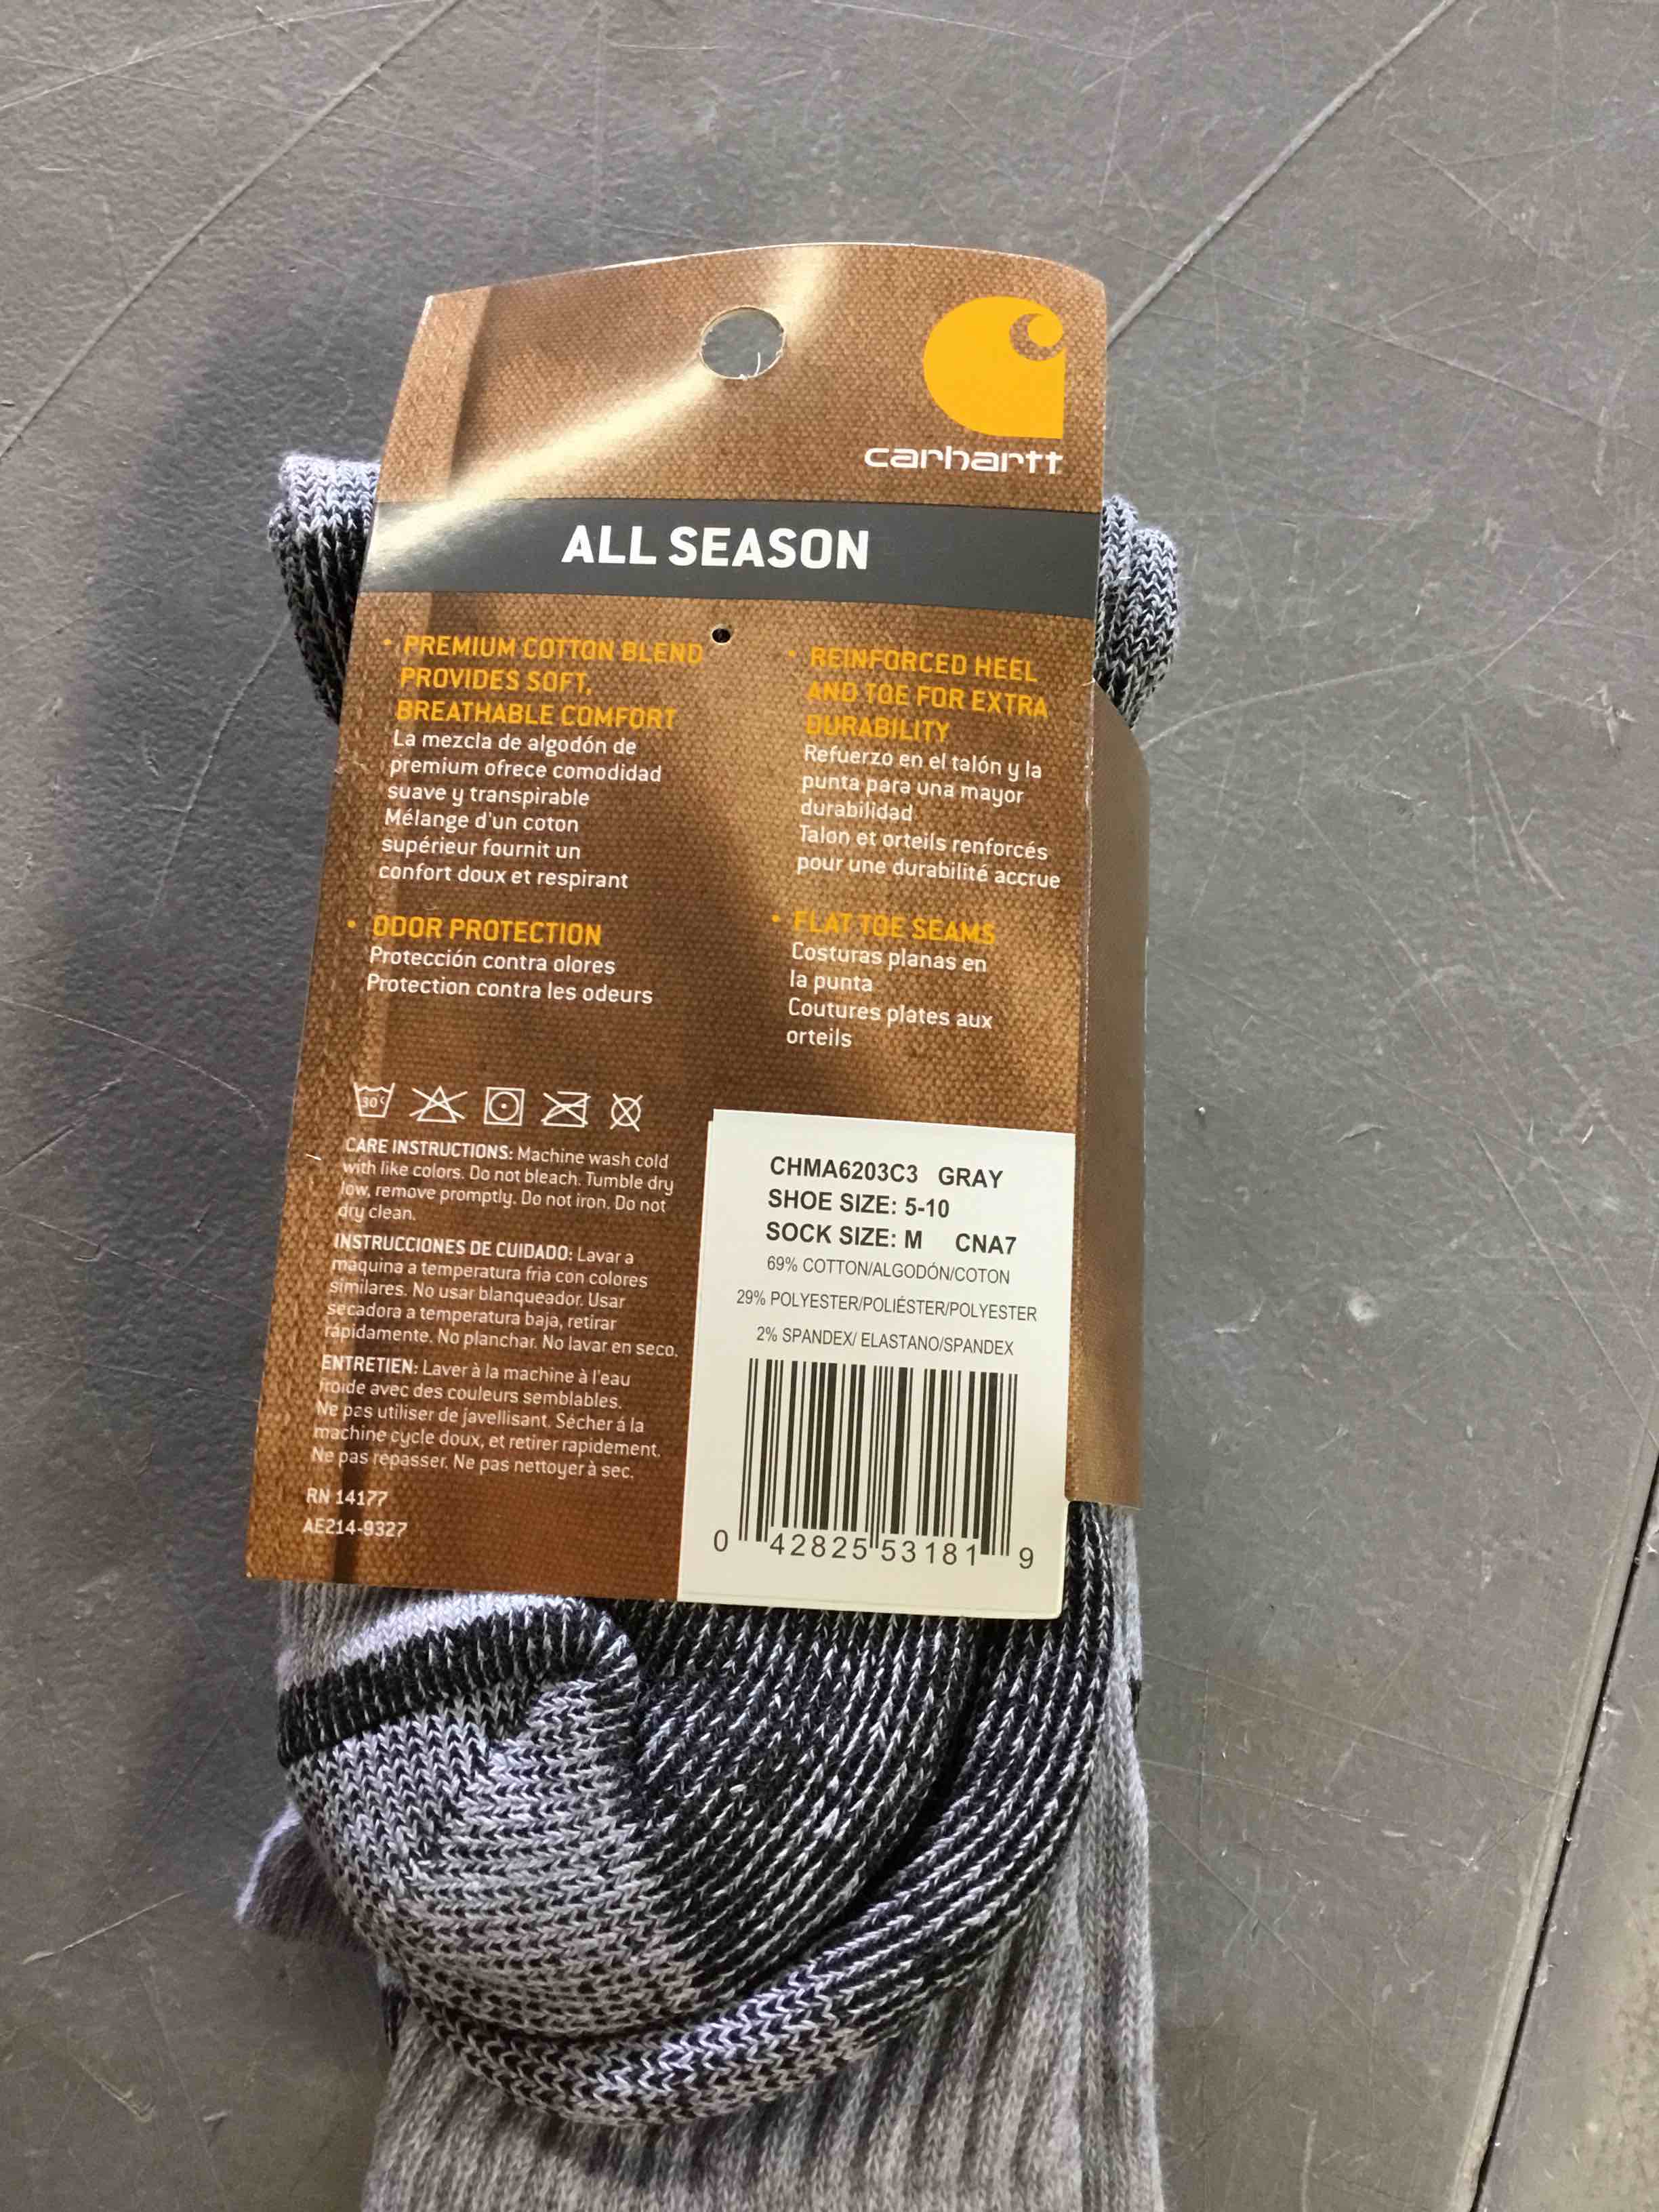 carhartt
ALL SEASON
• PREMIUM COTTON BLEND
PROVIDES SOFT,
BREATHABLE COMFORT
La mezcla de algodón de
premium ofrece comodidad
suave y transpirable
Mélange d'un coton
supérieur fournit un
confort doux et respirant
• ODOR PROTECTION
Protección contra olores
Protection contra les odeurs
• REINFORCED HEEL
AND TOE FOR EXTRA
DURABILITY
Refuerzo en el talón y la
punta para una mayor
durabilidad
Talon et orteils renforcés
pour une durabilité accrue
• FLAT TOE SEAMS
Costuras planas en
la punta
Coutures plates aux
orteils
30°
CARE INSTRUCTIONS: Machine wash cold
with like colors. Do not bleach. Tumble dry
low, remove promptly. Do not iron. Do not
dry clean.
INSTRUCCIONES DE CUIDADO: Lavar a
maquina a temperatura fria con colores
similares. No usar blanqueador. Usar
secadora a temperatura baja, retirar
rápidamente. No planchar. No lavar en seco.
ENTRETIEN: Laver à la machine à l'eau
froide avec des couleurs semblables.
Ne pas utiliser de javellisant. Sécher á la
machine cycle doux, et retirer rapidement.
Ne pas repasser. Ne pas nettoyer à sec.
RN 14177
AE214-9327
CHMA6203C3 GRAY
SHOE SIZE: 5-10
SOCK SIZE: M CNA7
69% COTTON/ALGODÓN/COTON
29% POLYESTER/POLIÉSTER/POLYESTER
2% SPANDEX/ ELASTANO/SPANDEX
0 42825 53181 9